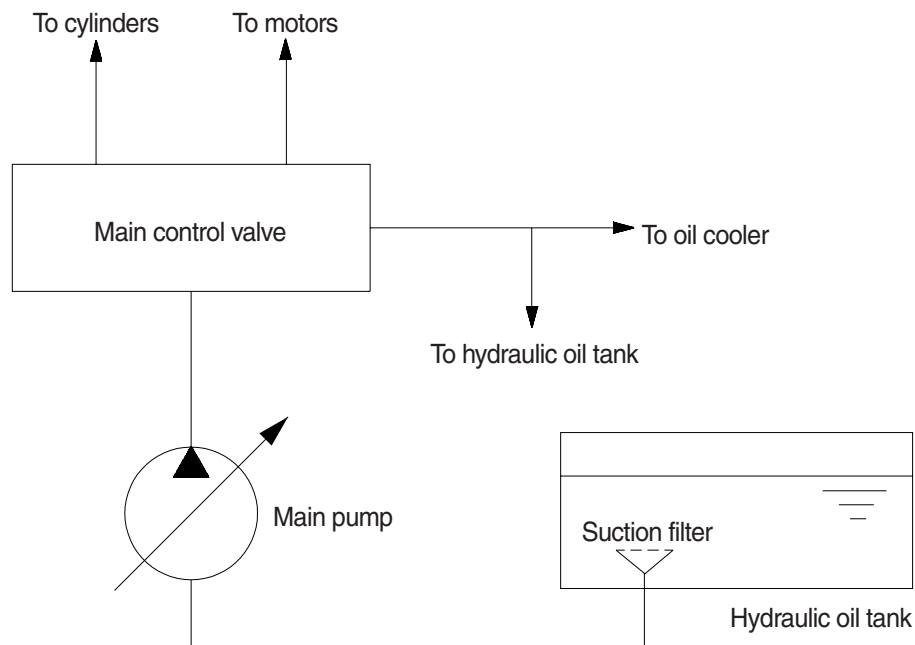 To cylinders
To motors
Main control valve
To oil cooler
To hydraulic oil tank
Main pump
Suction filter
Hydraulic oil tank